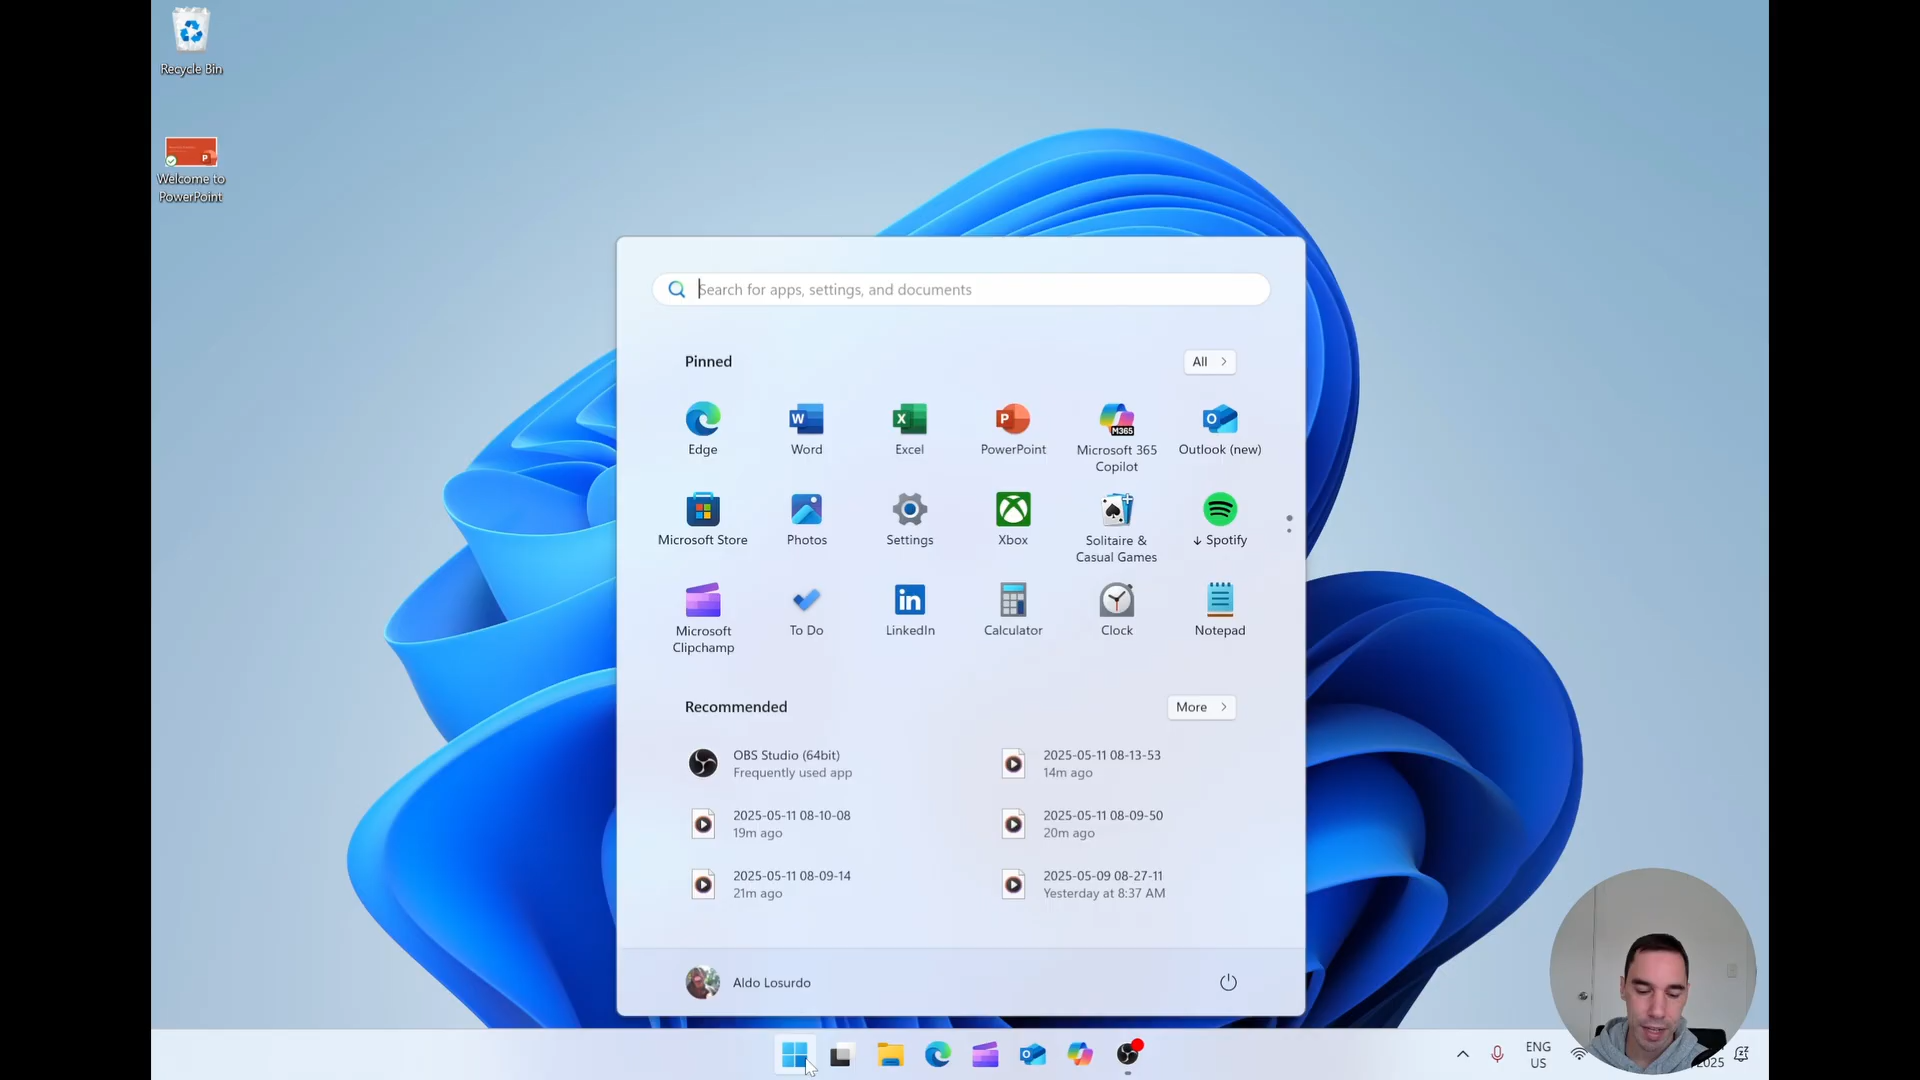 Recycle Bin
Welcome to
PowerPoint
Search for apps, settings, and documents
Pinned
All
Edge
Word
Excel
PowerPoint
M365
Microsoft 365
Copilot
Outlook (new)
Microsoft Store
Photos
Settings
Xbox
Solitaire &
Casual Games
↓ Spotify
Microsoft
Clipchamp
To Do
LinkedIn
Calculator
Clock
Notepad
Recommended
More
OBS Studio (64bit)
Frequently used app
2025-05-11 08-13-53
14m ago
2025-05-11 08-10-08
19m ago
2025-05-11 08-09-50
20m ago
2025-05-11 08-09-14
21m ago
2025-05-09 08-27-11
Yesterday at 8:37 AM
Aldo Losurdo
ENG
US
2025